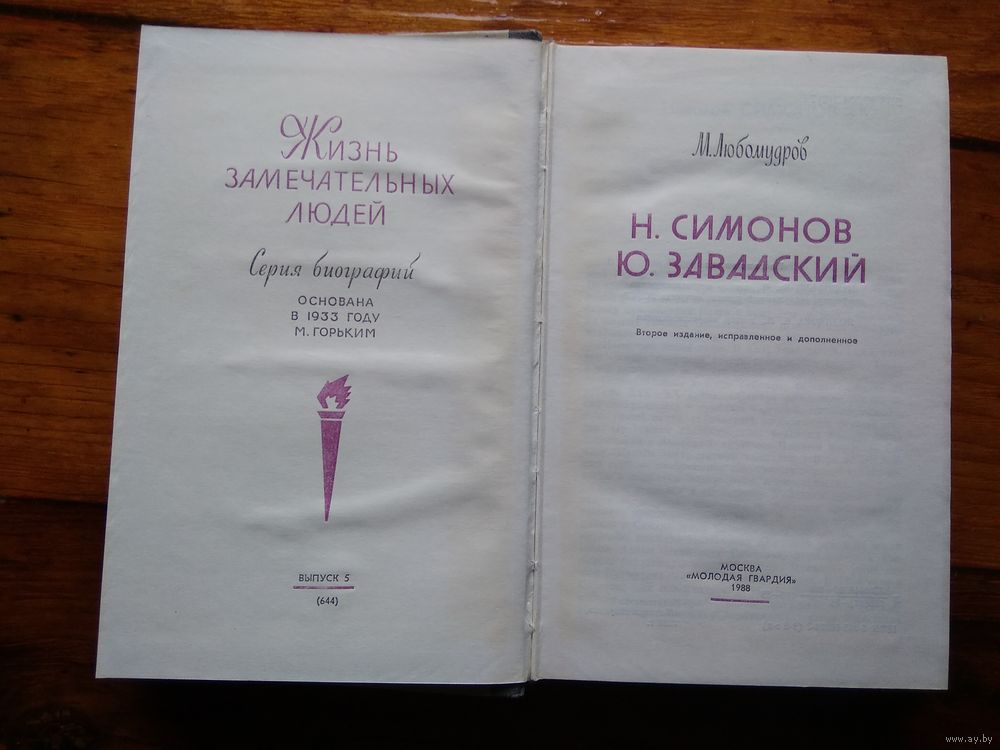 Жизнь
замечательных
людей
Серия биографий
ОСНОВАНА
В 1933 ГОДУ
М. ГОРЬКИМ
ВЫПУСК 5
(644)
М. Любомудров
Н. СИМОНОВ
Ю. ЗАВАДСКИЙ
Второе издание, исправленное и дополненное
МОСКВА
«МОЛОДАЯ ГВАРДИЯ»
1988
www.ay.by